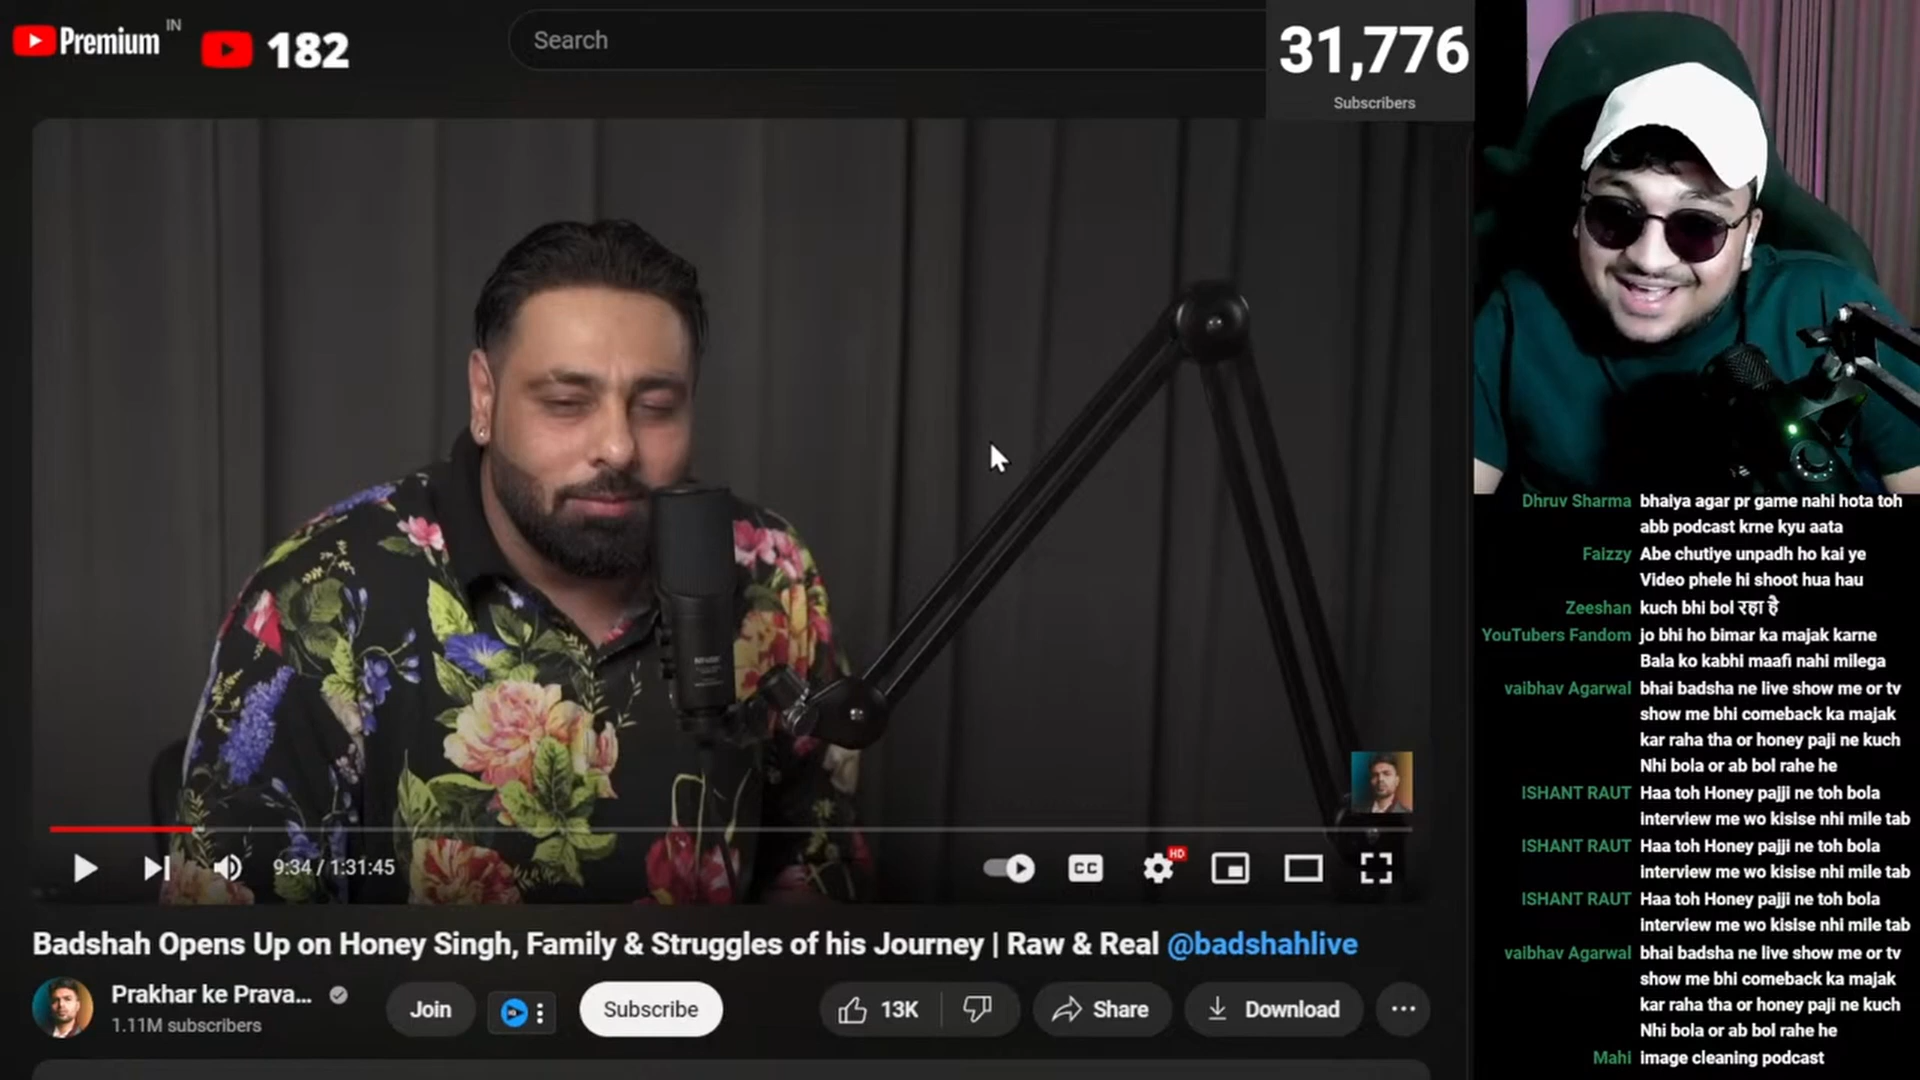 Premium IN
182
Search
31,776
Subscribers
9:34 / 1:31:45
CC
HD
Badshah Opens Up on Honey Singh, Family & Struggles of his Journey | Raw & Real @badshahlive
Prakhar ke Prava...
1.11M subscribers
Join
Subscribe
13K
Share
Download
Dhruv Sharma bhaiya agar pr game nahi hota toh
abb podcast krne kyu aata
Faizzy Abe chutiye unpadh ho kai ye
Video phele hi shoot hua hau
Zeeshan kuch bhi bol रहा है
YouTubers Fandom jo bhi ho bimar ka majak karne
Bala ko kabhi maafi nahi milega
vaibhav Agarwal bhai badsha ne live show me or tv
show me bhi comeback ka majak
kar raha tha or honey paji ne kuch
Nhi bola or ab bol rahe he
ISHANT RAUT Haa toh Honey pajji ne toh bola
interview me wo kisise nhi mile tab
ISHANT RAUT Haa toh Honey pajji ne toh bola
interview me wo kisise nhi mile tab
ISHANT RAUT Haa toh Honey pajji ne toh bola
interview me wo kisise nhi mile tab
vaibhav Agarwal bhai badsha ne live show me or tv
show me bhi comeback ka majak
kar raha tha or honey paji ne kuch
Nhi bola or ab bol rahe he
Mahi image cleaning podcast